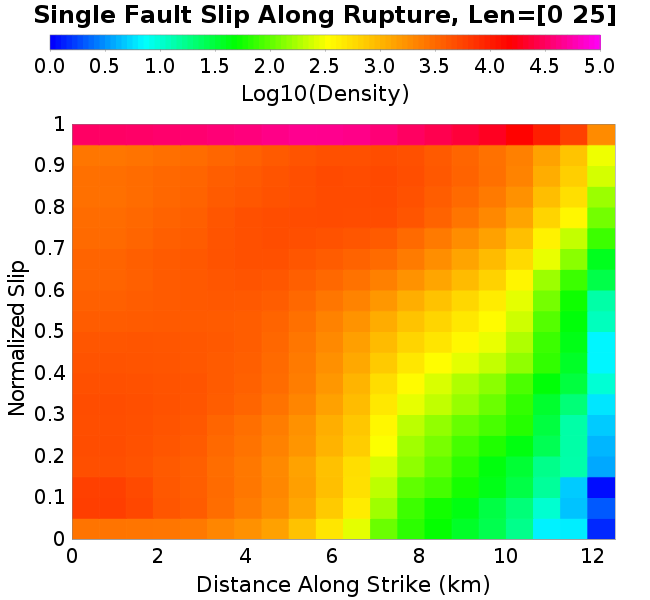 Single Fault Slip Along Rupture, Len=[0 25]
0.0 0.5 1.0 1.5 2.0 2.5 3.0 3.5 4.0 4.5 5.0
Log10(Density)
1
0.9
0.8
0.7
0.6
0.5
0.4
0.3
0.2
0.1
0
Normalized Slip
0 2 4 6 8 10 12
Distance Along Strike (km)